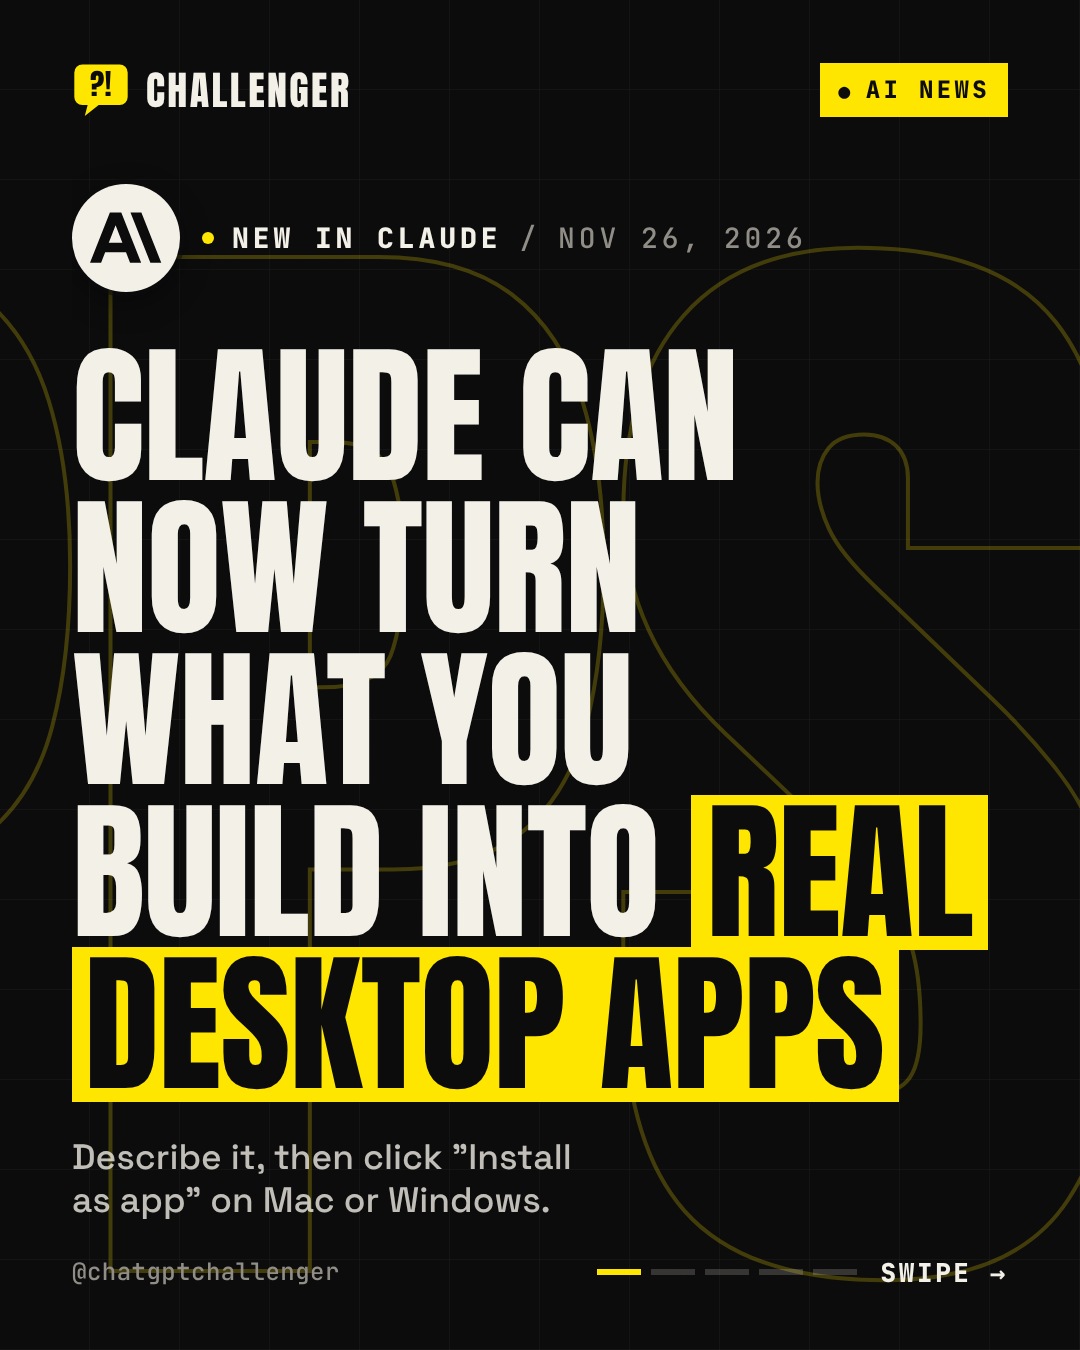 ?!
CHALLENGER
● AI NEWS
A\
● NEW IN CLAUDE / NOV 26, 2026
CLAUDE CAN
NOW TURN
WHAT YOU
BUILD INTO REAL
DESKTOP APPS
Describe it, then click ”Install
as app” on Mac or Windows.
@chatgptchallenger
SWIPE →